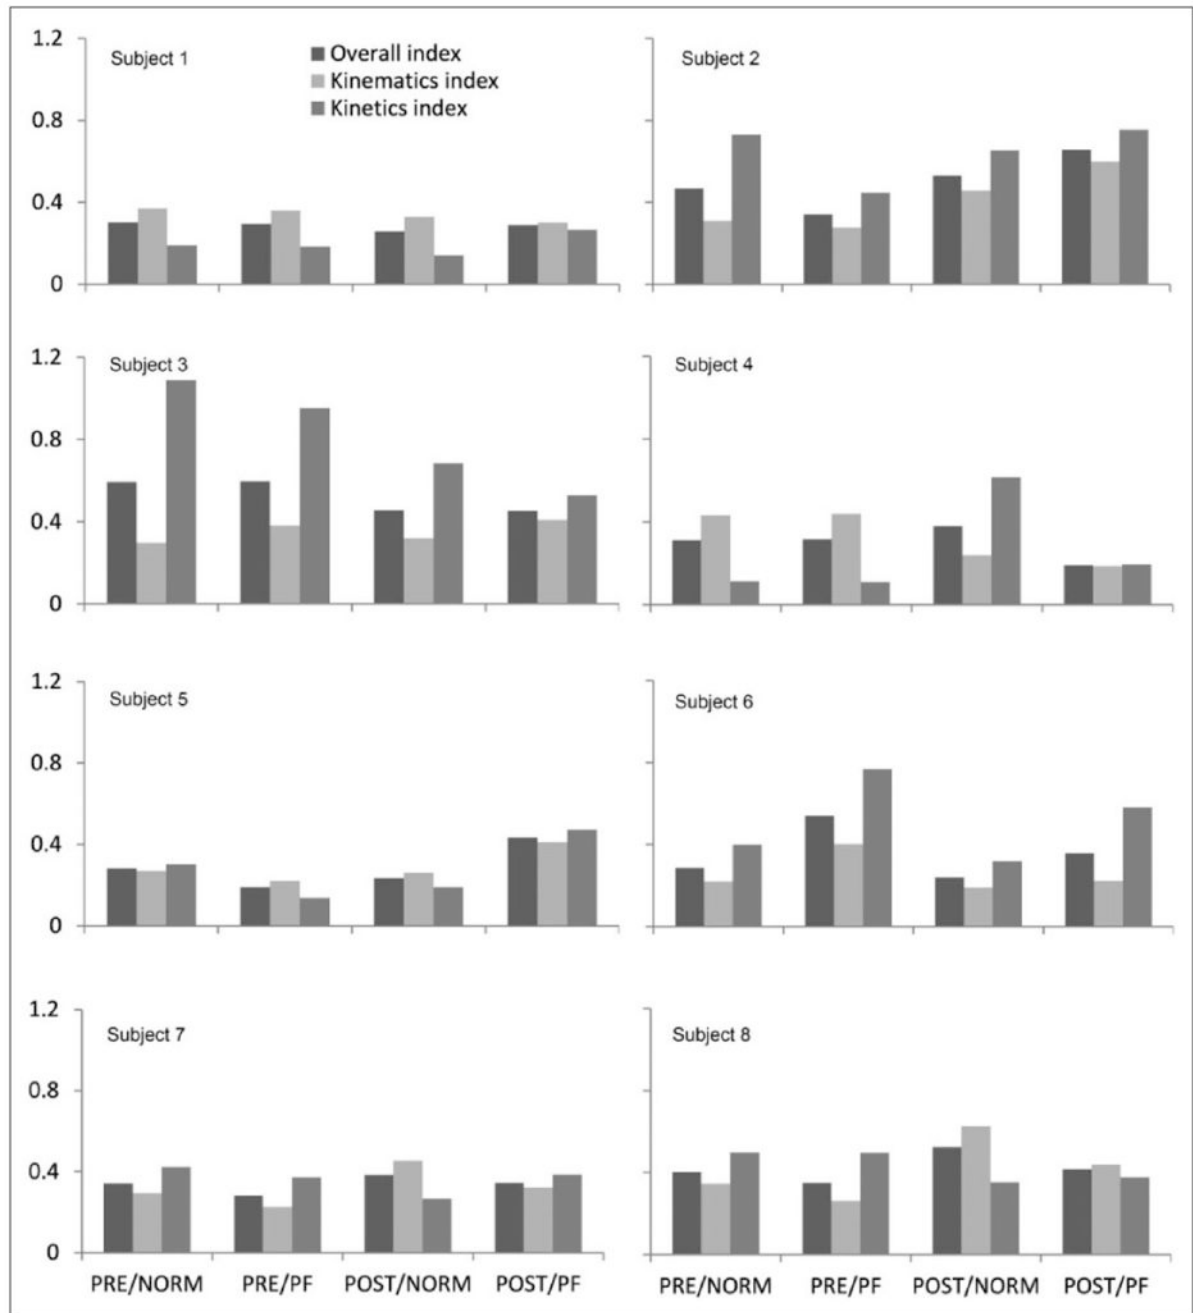 1.2
0.8
0.4
0
Subject 1
Overall index
Kinematics index
Kinetics index
Subject 2
1.2
0.8
0.4
0
Subject 3
Subject 4
1.2
0.8
0.4
0
Subject 5
Subject 6
1.2
0.8
0.4
0
Subject 7
Subject 8
PRE/NORM PRE/PF POST/NORM POST/PF
PRE/NORM PRE/PF POST/NORM POST/PF